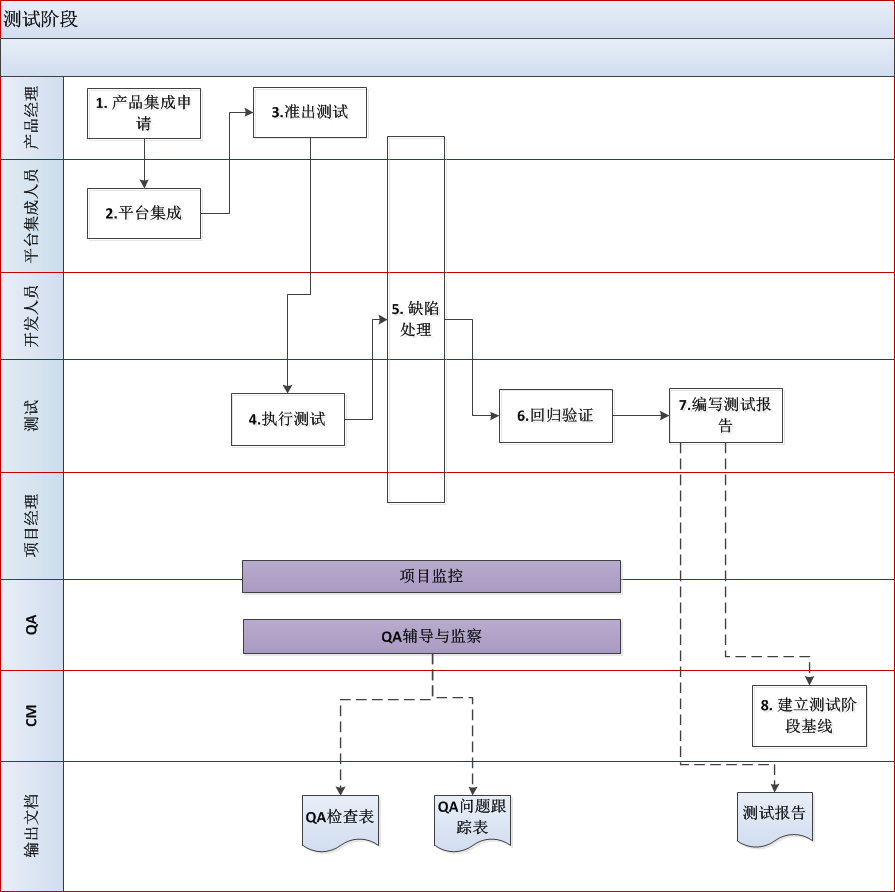 测试阶段
产品经理
1. 产品集成申
请
3.准出测试
平台集成人员
2.平台集成
开发人员
5. 缺陷
处理
测试
4.执行测试
6.回归验证
7.编写测试报
告
项目经理
项目监控
QA
QA辅导与监察
CM
8. 建立测试阶
段基线
输出文档
QA检查表
QA问题跟
踪表
测试报告